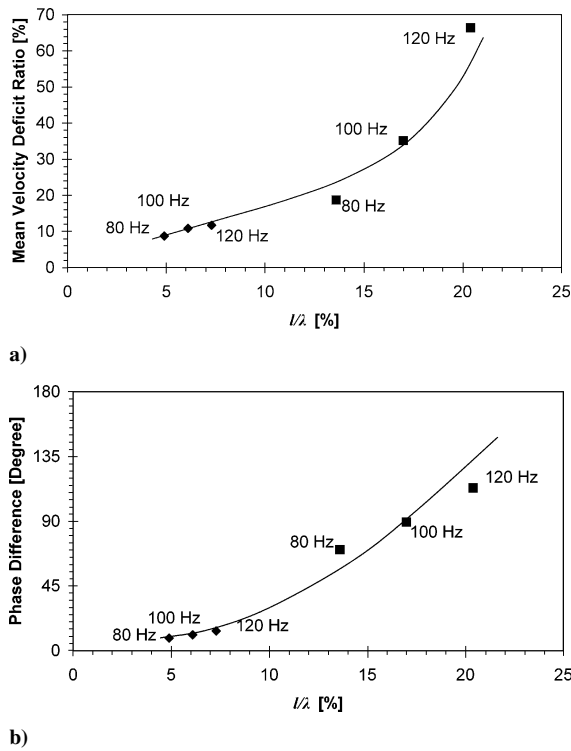 70
60
50
40
30
20
10
0
Mean Velocity Deficit Ratio [%]
120 Hz
100 Hz
80 Hz
100 Hz
80 Hz
120 Hz
0 5 10 15 20 25
l/λ [%]
a)
180
135
90
45
0
Phase Difference [Degree]
120 Hz
100 Hz
80 Hz
100 Hz
120 Hz
80 Hz
0 5 10 15 20 25
l/λ [%]
b)